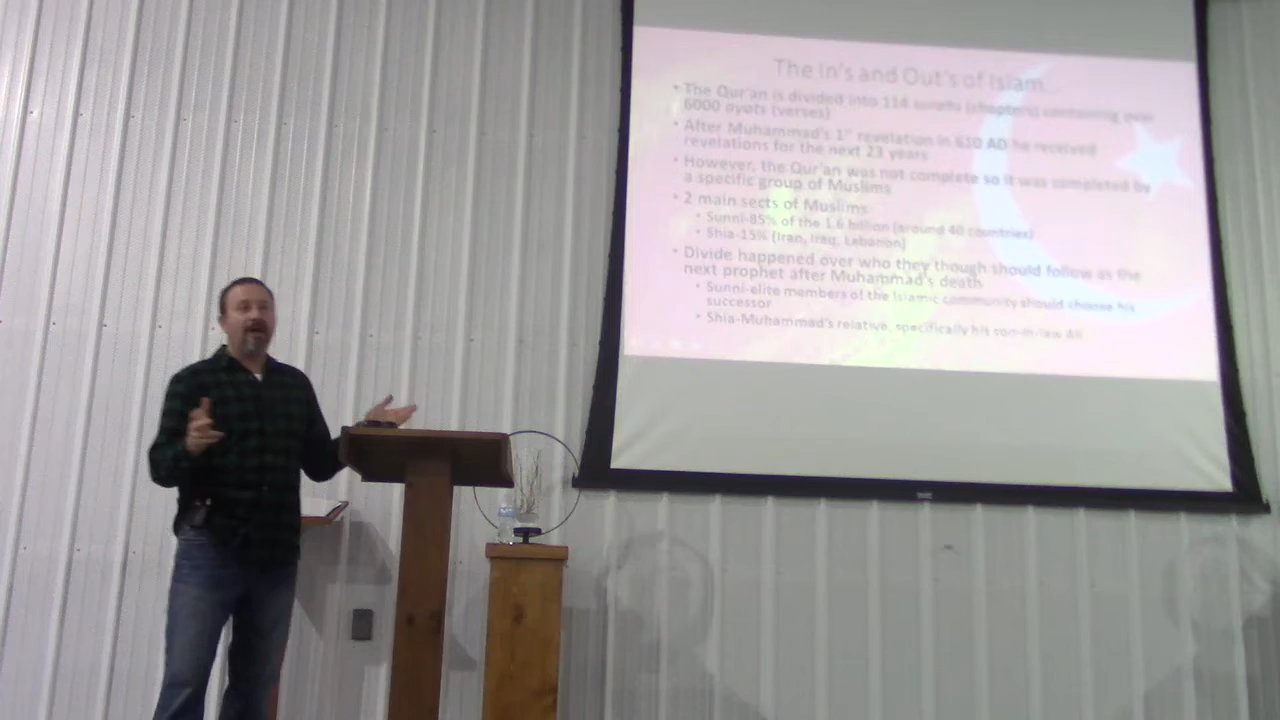 The In's and Out's of Islam...
• The Qur'an is divided into 114 surahs (chapters) containing over
6000 ayats (verses)
• After Muhammad's 1st revelation in 610 AD he received
revelations for the next 23 years
• However, the Qur'an was not complete so it was completed by
a specific group of Muslims
• 2 main sects of Muslims
• Sunni-85% of the 1.6 billion (around 40 countries)
• Shia-15% (Iran, Iraq, Lebanon)
• Divide happened over who they though should follow as the
next prophet after Muhammad's death
• Sunni-elite members of the Islamic community should choose his
successor
• Shia-Muhammad's relative, specifically his son-in-law Ali